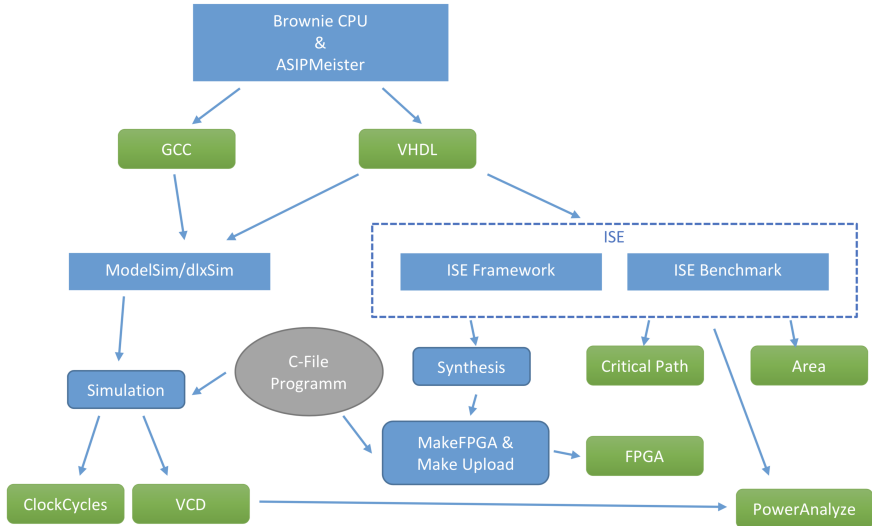 Brownie CPU
&
ASIPMeister
GCC
VHDL
ISE
ModelSim/dlxSim
ISE Framework
ISE Benchmark
C-File
Programm
Simulation
Synthesis
Critical Path
Area
MakeFPGA &
Make Upload
FPGA
ClockCycles
VCD
PowerAnalyze